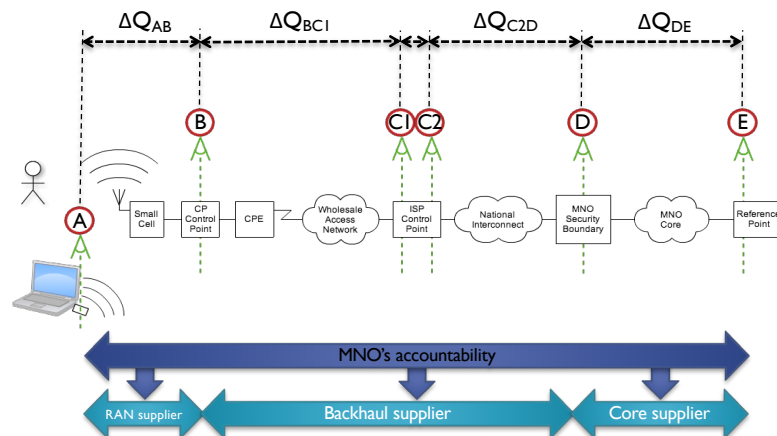 ΔQAB ΔQBC1 ΔQC2D ΔQDE
B C1 C2 D E
A
Small
Cell
CP
Control
Point
CPE
Wholesale
Access
Network
ISP
Control
Point
National
Interconnect
MNO
Security
Boundary
MNO
Core
Reference
Point
MNO's accountability
RAN supplier Backhaul supplier Core supplier